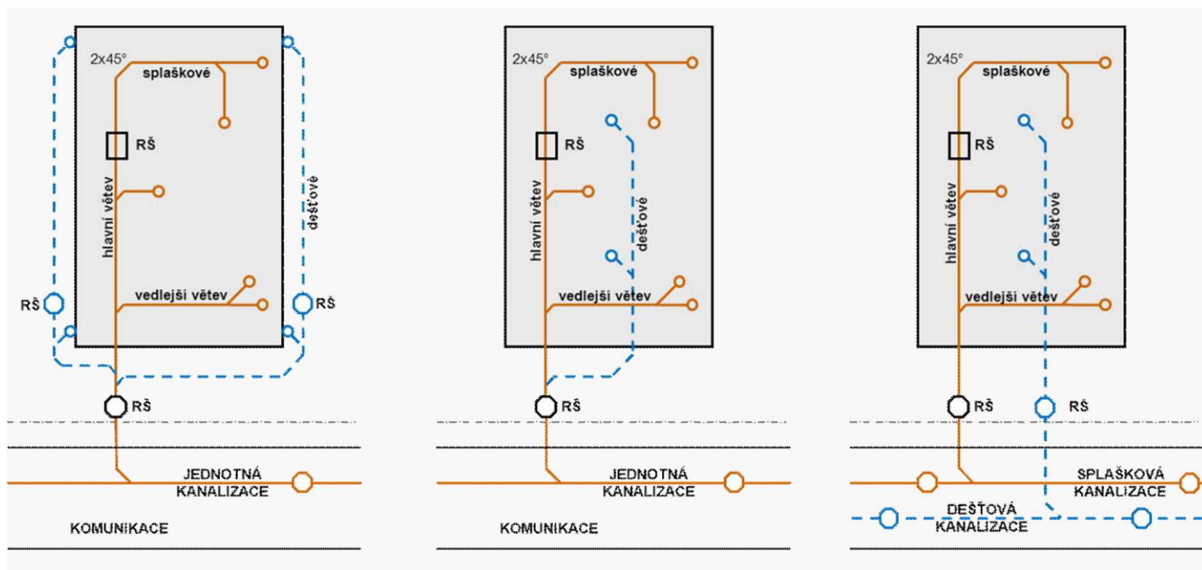 2x45°
splaškové
RŠ
hlavní větev
dešťové
vedlejší větev
RŠ
RŠ
RŠ
JEDNOTNÁ
KANALIZACE
KOMUNIKACE
2x45°
splaškové
RŠ
hlavní větev
dešťové
vedlejší větev
RŠ
JEDNOTNÁ
KANALIZACE
KOMUNIKACE
2x45°
splaškové
RŠ
hlavní větev
dešťové
vedlejší větev
RŠ
RŠ
SPLAŠKOVÁ
KANALIZACE
DEŠŤOVÁ
KANALIZACE